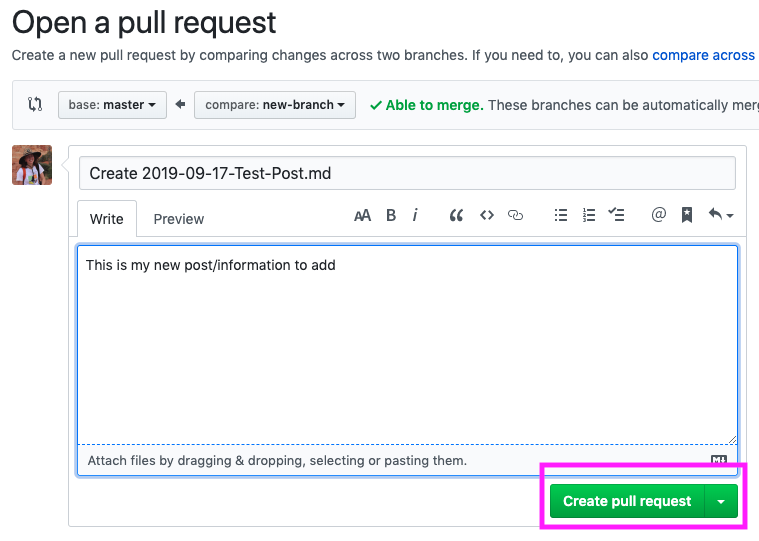 Open a pull request
Create a new pull request by comparing changes across two branches. If you need to, you can also compare across
base: master compare: new-branch Able to merge. These branches can be automatically mer
Create 2019-09-17-Test-Post.md
Write Preview AA B i
This is my new post/information to add
Attach files by dragging & dropping, selecting or pasting them.
Create pull request